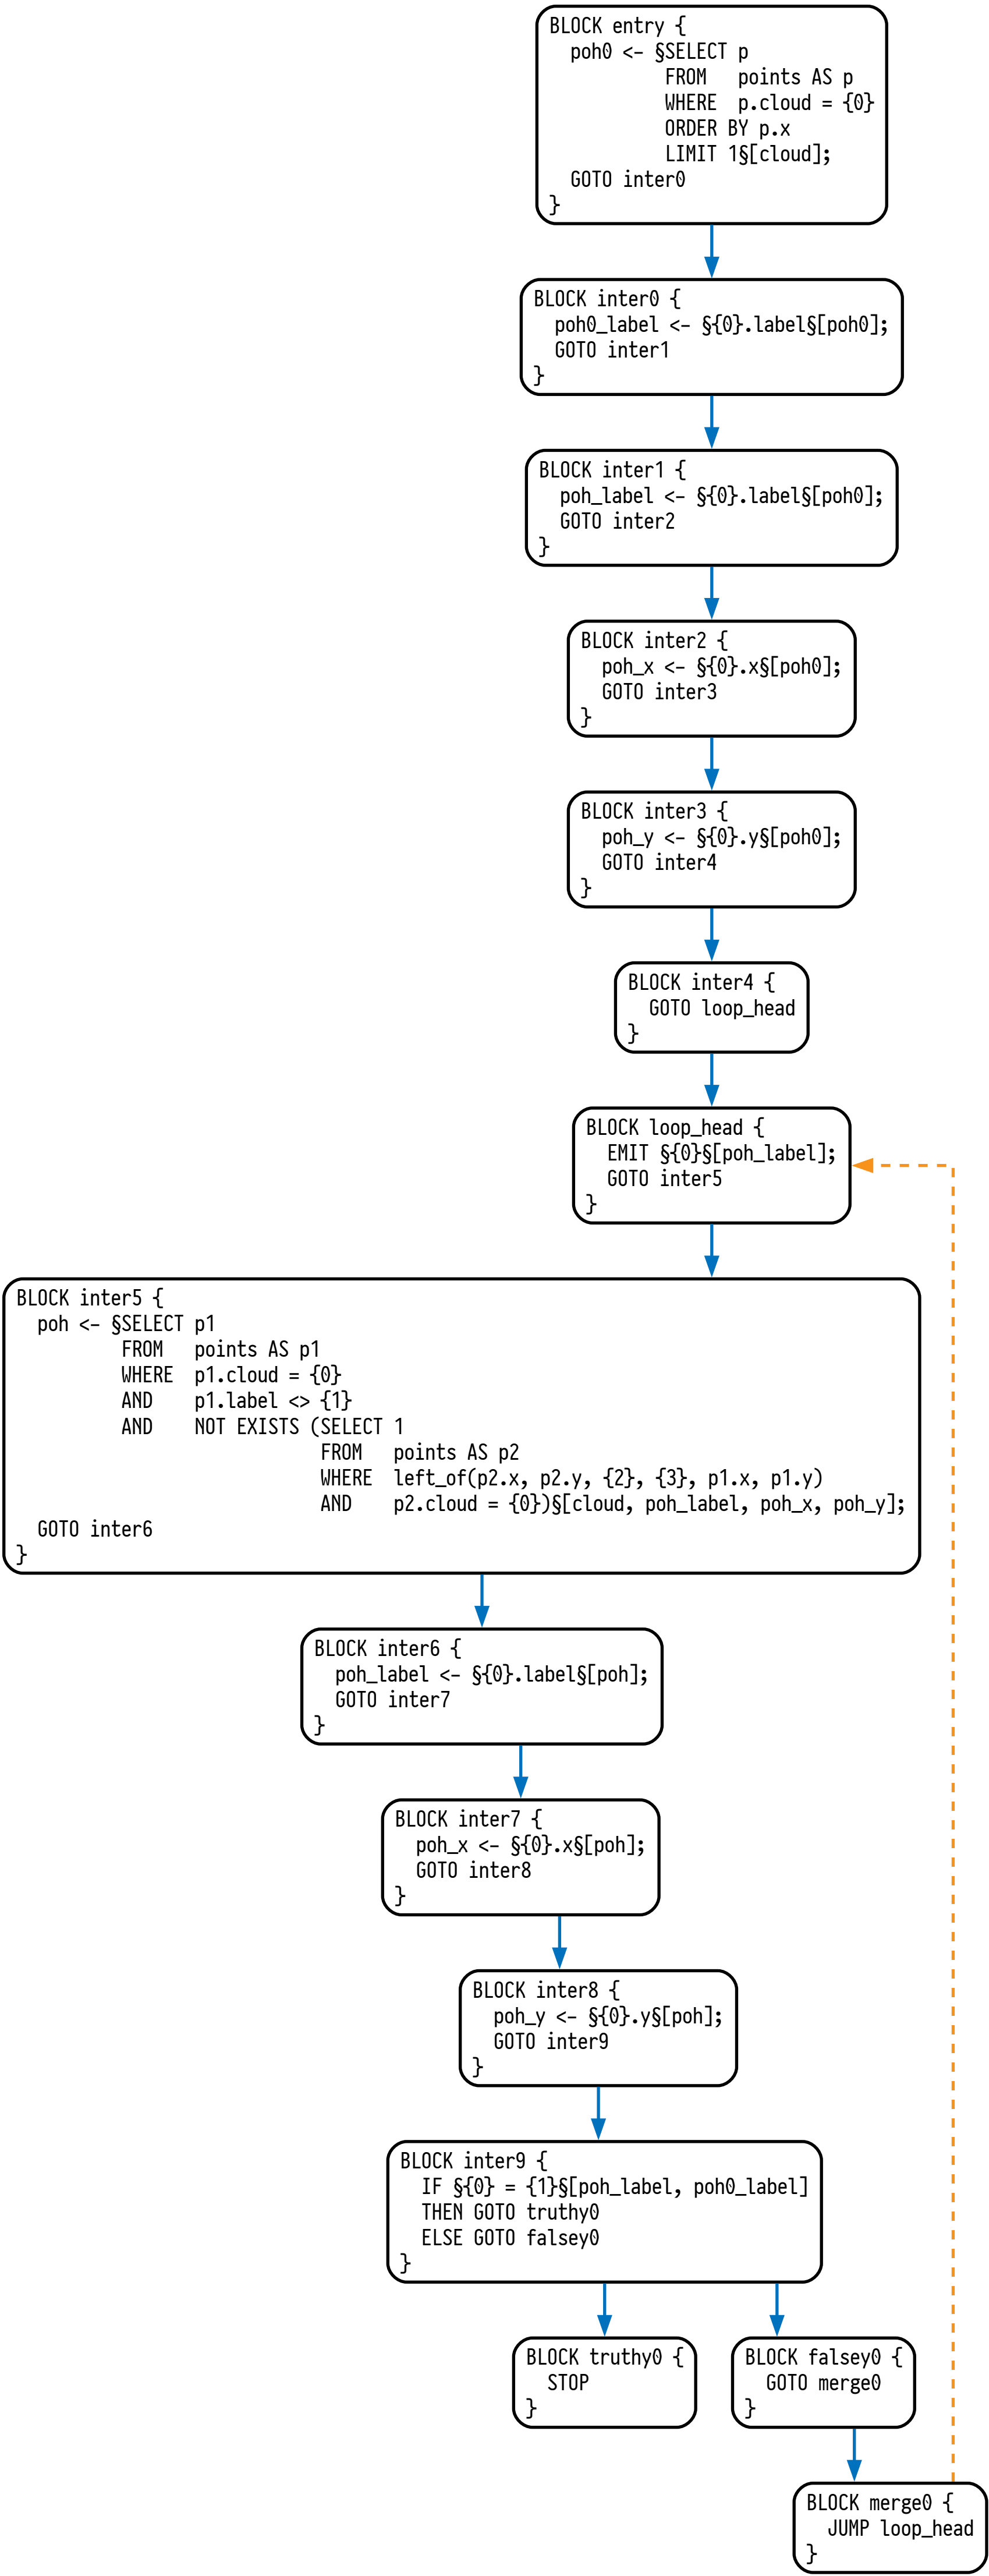 BLOCK entry {
  poh0 <- §SELECT p
           FROM   points AS p
           WHERE  p.cloud = {0}
           ORDER BY p.x
           LIMIT 1§[cloud];
  GOTO inter0
}
BLOCK inter0 {
  poh0_label <- §{0}.label§[poh0];
  GOTO inter1
}
BLOCK inter1 {
  poh_label <- §{0}.label§[poh0];
  GOTO inter2
}
BLOCK inter2 {
  poh_x <- §{0}.x§[poh0];
  GOTO inter3
}
BLOCK inter3 {
  poh_y <- §{0}.y§[poh0];
  GOTO inter4
}
BLOCK inter4 {
  GOTO loop_head
}
BLOCK loop_head {
  EMIT §{0}§[poh_label];
  GOTO inter5
}
BLOCK inter5 {
  poh <- §SELECT p1
          FROM   points AS p1
          WHERE  p1.cloud = {0}
          AND    p1.label <> {1}
          AND    NOT EXISTS (SELECT 1
                             FROM   points AS p2
                             WHERE  left_of(p2.x, p2.y, {2}, {3}, p1.x, p1.y)
                             AND    p2.cloud = {0})§[cloud, poh_label, poh_x, poh_y];
  GOTO inter6
}
BLOCK inter6 {
  poh_label <- §{0}.label§[poh];
  GOTO inter7
}
BLOCK inter7 {
  poh_x <- §{0}.x§[poh];
  GOTO inter8
}
BLOCK inter8 {
  poh_y <- §{0}.y§[poh];
  GOTO inter9
}
BLOCK inter9 {
  IF §{0} = {1}§[poh_label, poh0_label]
  THEN GOTO truthy0
  ELSE GOTO falsey0
}
BLOCK truthy0 {
  STOP
}
BLOCK falsey0 {
  GOTO merge0
}
BLOCK merge0 {
  JUMP loop_head
}